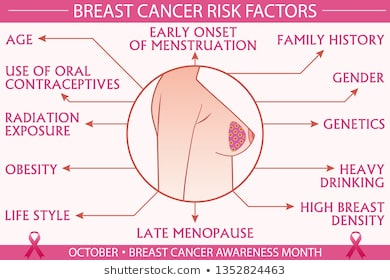 BREAST CANCER RISK FACTORS
AGE
EARLY ONSET
OF MENSTRUATION
FAMILY HISTORY
USE OF ORAL
CONTRACEPTIVES
GENDER
RADIATION
EXPOSURE
GENETICS
OBESITY
HEAVY
DRINKING
LIFE STYLE
HIGH BREAST
DENSITY
LATE MENOPAUSE
OCTOBER • BREAST CANCER AWARENESS MONTH
shutterstock.com • 1352824463